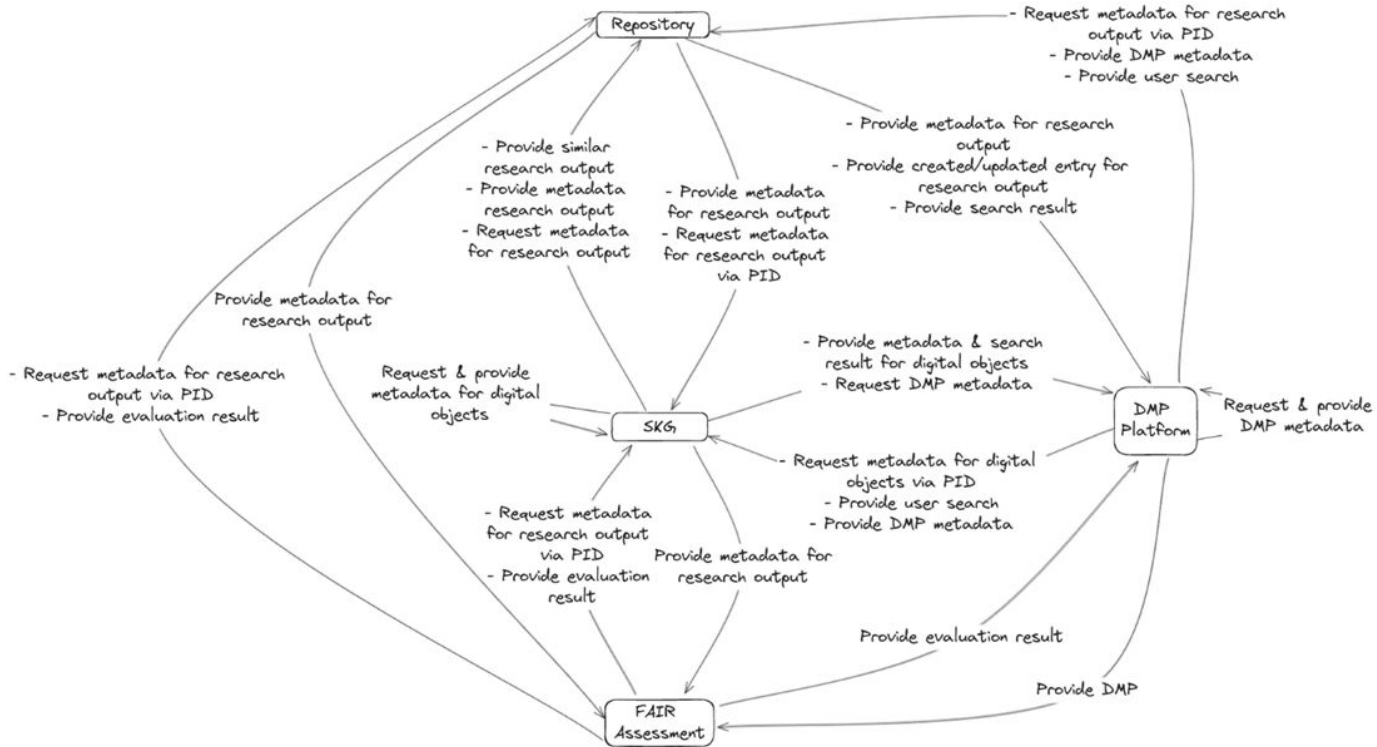 Repository
- Request metadata for research
output via PID
- Provide DMP metadata
- Provide user search
- Provide similar
research output
- Provide metadata
research output
- Request metadata
for research output
- Provide metadata
for research output
- Request metadata
for research output
via PID
- Provide metadata for research
output
- Provide created/updated entry for
research output
- Provide search result
Provide metadata for
research output
- Request metadata for research
output via PID
- Provide evaluation result
Request & provide
metadata for digital
objects
SKG
- Provide metadata & search
result for digital objects
- Request DMP metadata
DMP
Platform
Request & provide
DMP metadata
- Request metadata for digital
objects via PID
- Provide user search
- Provide DMP metadata
- Request metadata
for research output
via PID
- Provide evaluation
result
Provide metadata for
research output
Provide evaluation result
Provide DMP
FAIR
Assessment